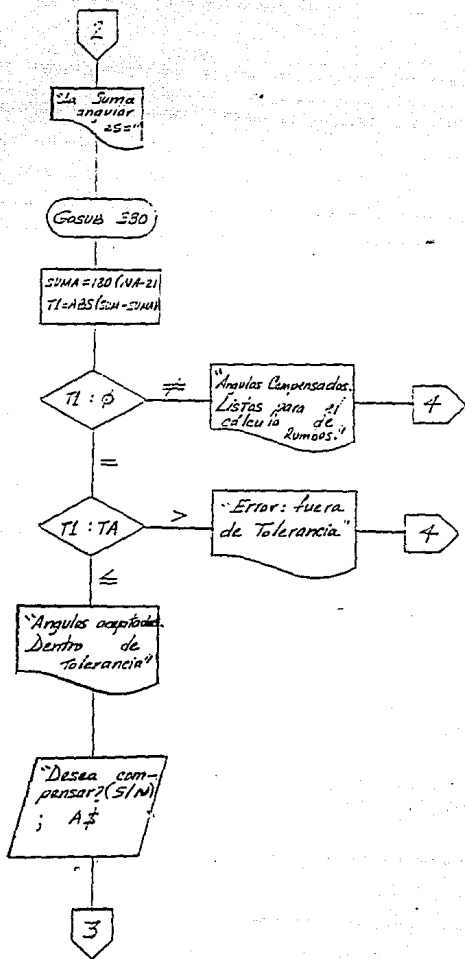 2
"La Suma
angular
es="
Gosub 330
SUMA=180(NA-2)
T1=ABS(SUM-SUMA)
T1 : Ø
≠
"Angulos Compensados.
Listos para el
cálculo de
Rumbos."
4
=
T1 : TA
>
"Error: fuera
de Tolerancia"
4
≤
"Angulos aceptados.
Dentro de
Tolerancia"
"Desea com-
pensar?(S/N)
; A$
3